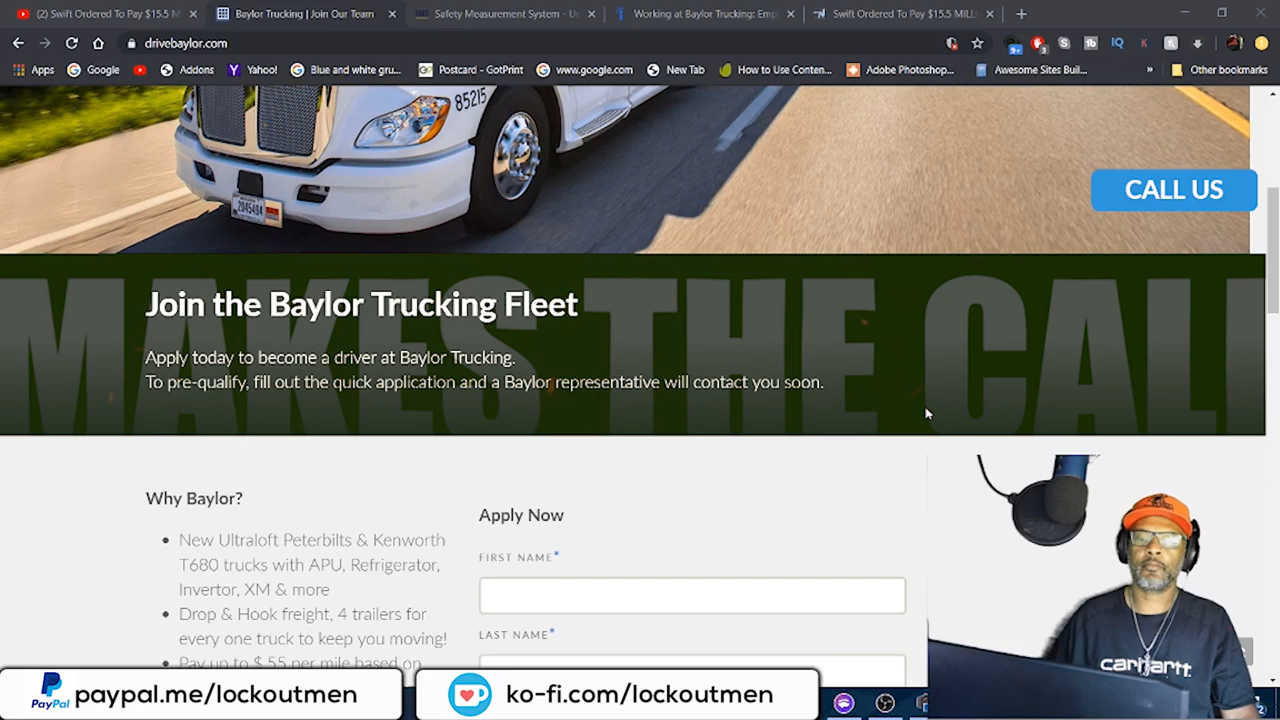 (2) Swift Ordered To Pay $15.5 M
Baylor Trucking | Join Our Team
Safety Measurement System - U
Working at Baylor Trucking: Emp
Swift Ordered To Pay $15.5 MILL
drivebaylor.com
Apps
Google
Addons
Yahoo!
Blue and white gru...
Postcard - GotPrint
www.google.com
New Tab
How to Use Conten...
Adobe Photoshop...
Awesome Sites Buil...
Other bookmarks
85215
2045494
CALL US
MAKES THE CALL
Join the Baylor Trucking Fleet
Apply today to become a driver at Baylor Trucking.
To pre-qualify, fill out the quick application and a Baylor representative will contact you soon.
Why Baylor?
New Ultraloft Peterbilts & Kenworth
T680 trucks with APU, Refrigerator,
Invertor, XM & more
Drop & Hook freight, 4 trailers for
every one truck to keep you moving!
Pay up to $.55 per mile based on
Apply Now
FIRST NAME*
LAST NAME*
carhartt.
PayPal
paypal.me/lockoutmen
ko-fi.com/lockoutmen